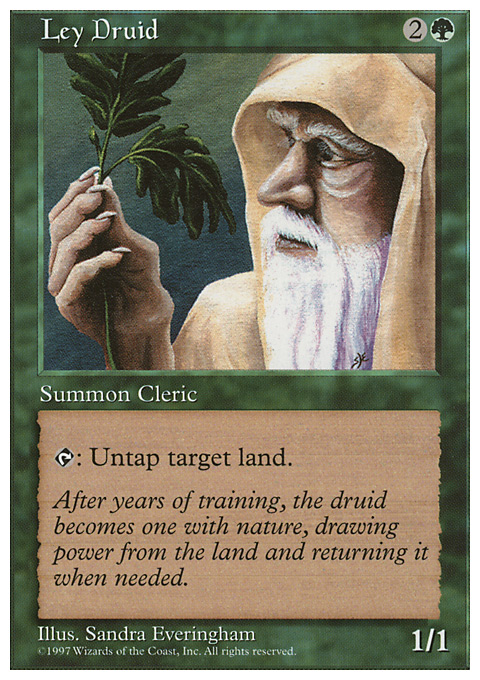 Ley Druid 2
Summon Cleric
: Untap target land.
After years of training, the druid
becomes one with nature, drawing
power from the land and returning it
when needed.
Illus. Sandra Everingham
©1997 Wizards of the Coast, Inc. All rights reserved.
1/1